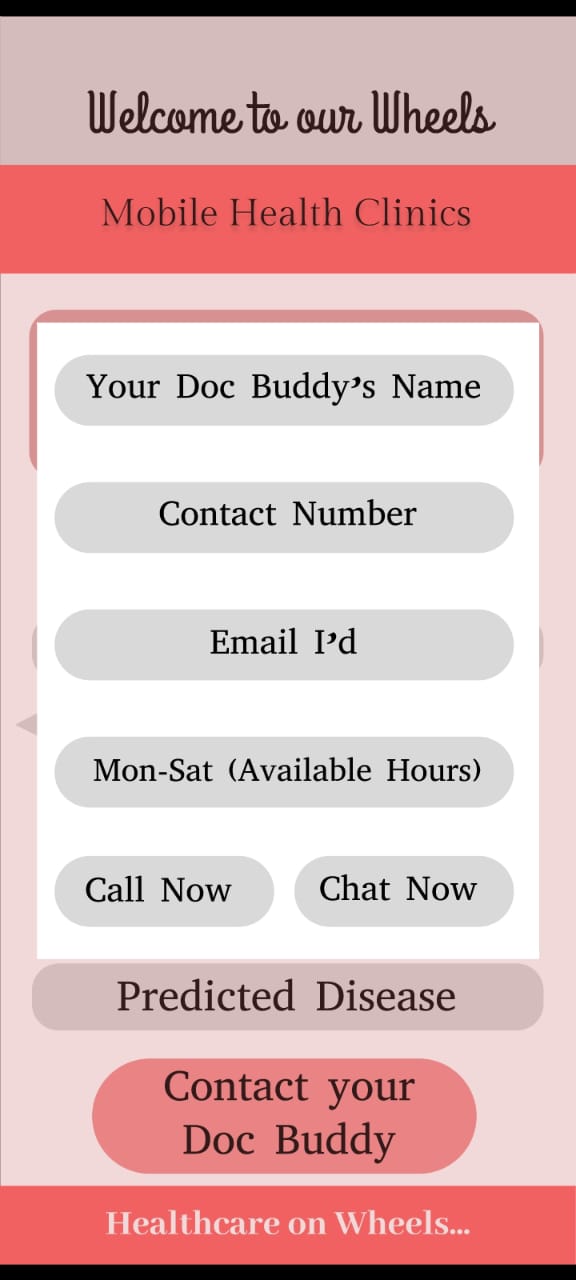 Welcome to our Wheels
Mobile Health Clinics
Your Doc Buddy’s Name
Contact Number
Email I’d
Mon-Sat (Available Hours)
Call Now
Chat Now
Predicted Disease
Contact your
Doc Buddy
Healthcare on Wheels...